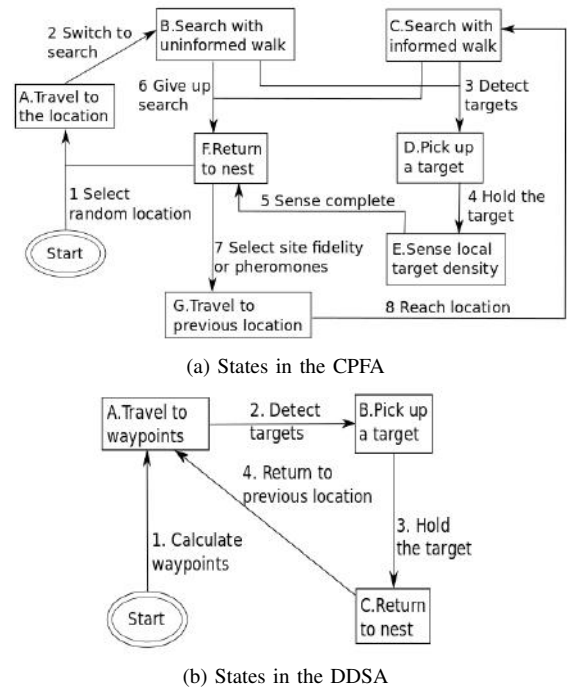 2 Switch to
search
B.Search with
uninformed walk
C.Search with
informed walk
A.Travel to
the location
6 Give up
search
3 Detect
targets
F.Return
to nest
D.Pick up
a target
1 Select
random location
5 Sense complete
4 Hold the
target
Start
7 Select site fidelity
or pheromones
E.Sense local
target density
G.Travel to
previous location
8 Reach location
(a) States in the CPFA
A.Travel to
waypoints
2. Detect
targets
B.Pick up
a target
4. Return to
previous location
1. Calculate
waypoints
3. Hold
the target
Start
C.Return
to nest
(b) States in the DDSA